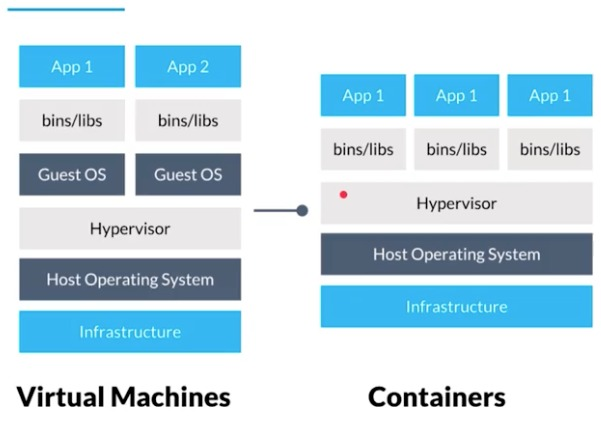 App 1
App 2
bins/libs
bins/libs
Guest OS
Guest OS
Hypervisor
Host Operating System
Infrastructure
Virtual Machines
App 1
App 1
App 1
bins/libs
bins/libs
bins/libs
Hypervisor
Host Operating System
Infrastructure
Containers